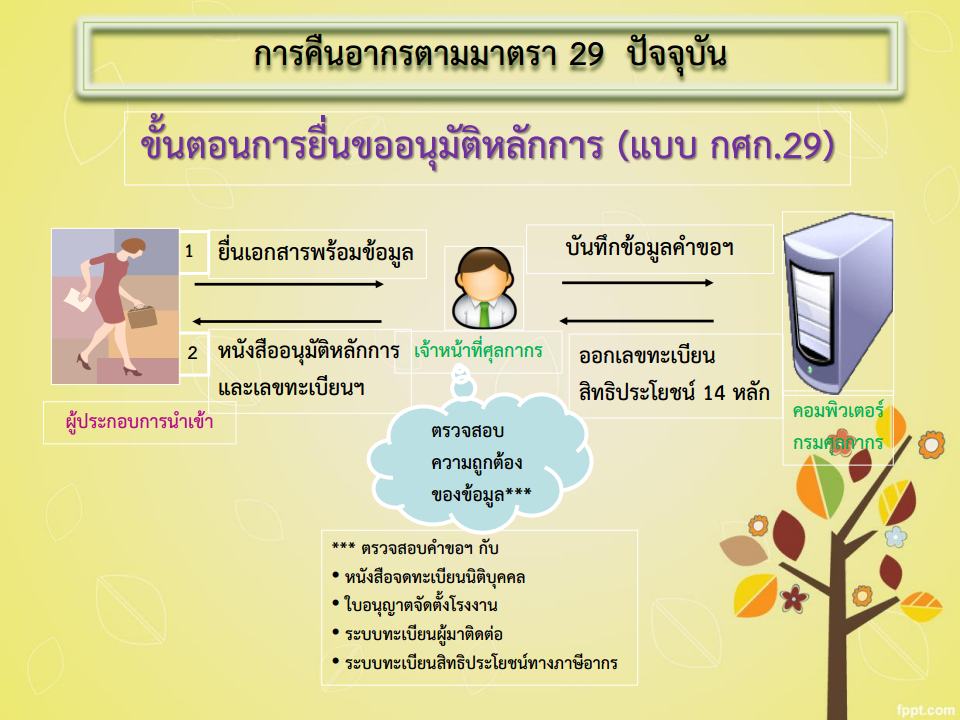 การคืนอากรตามมาตรา 29 ปัจจุบัน
ขั้นตอนการยื่นขออนุมัติหลักการ (แบบ กศก.29)
1
ยื่นเอกสารพร้อมข้อมูล
บันทึกข้อมูลคำขอฯ
2
หนังสืออนุมัติหลักการ
และเลขทะเบียนฯ
เจ้าหน้าที่ศุลกากร
ออกเลขทะเบียน
สิทธิประโยชน์ 14 หลัก
ผู้ประกอบการนำเข้า
คอมพิวเตอร์
กรมศุลกากร
ตรวจสอบ
ความถูกต้อง
ของข้อมูล***
*** ตรวจสอบคำขอฯ กับ
• หนังสือจดทะเบียนนิติบุคคล
• ใบอนุญาตจัดตั้งโรงงาน
• ระบบทะเบียนผู้มาติดต่อ
• ระบบทะเบียนสิทธิประโยชน์ทางภาษีอากร
fppt.com